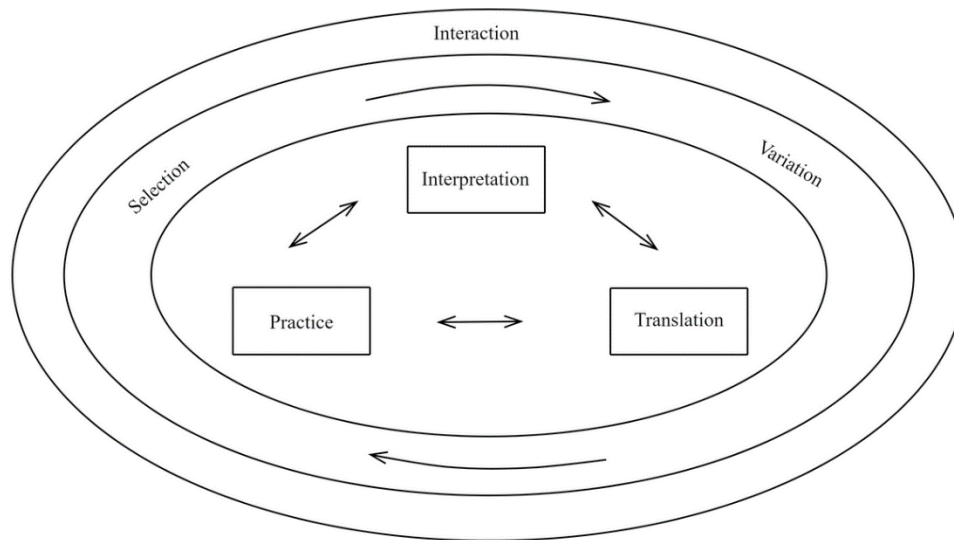 Interaction
Selection
Variation
Interpretation
Practice
Translation